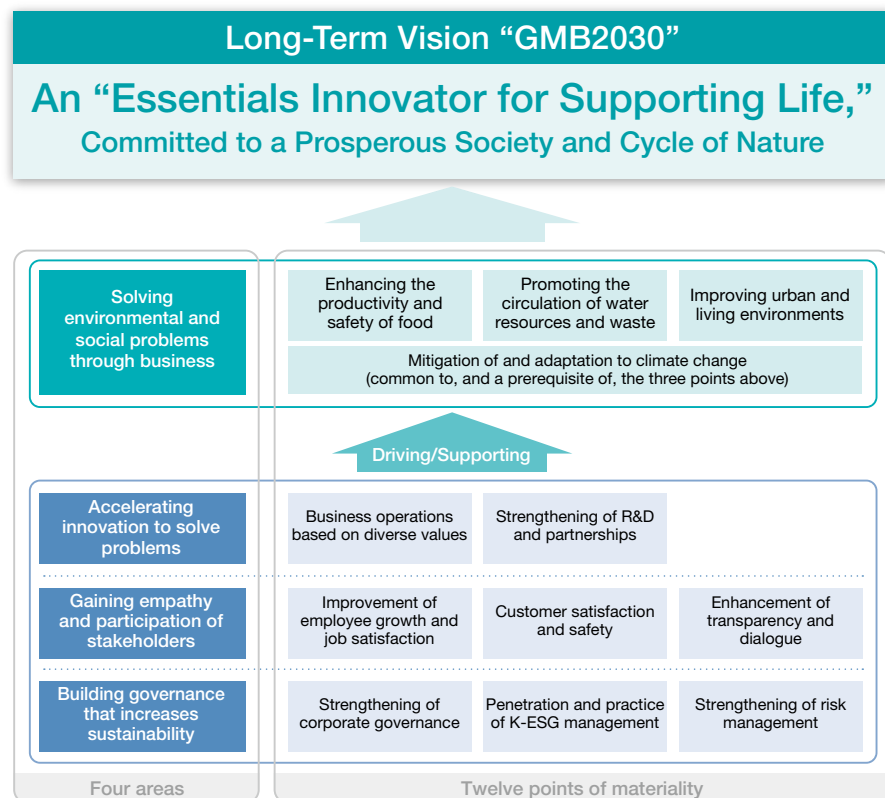 Long-Term Vision “GMB2030”
An “Essentials Innovator for Supporting Life,”
Committed to a Prosperous Society and Cycle of Nature
Solving
environmental and
social problems
through business
Enhancing the
productivity and
safety of food
Promoting the
circulation of water
resources and waste
Improving urban and
living environments
Mitigation of and adaptation to climate change
(common to, and a prerequisite of, the three points above)
Driving/Supporting
Accelerating
innovation to solve
problems
Business operations
based on diverse values
Strengthening of R&D
and partnerships
Gaining empathy
and participation of
stakeholders
Improvement of
employee growth and
job satisfaction
Customer satisfaction
and safety
Enhancement of
transparency and
dialogue
Building governance
that increases
sustainability
Strengthening of
corporate governance
Penetration and practice
of K-ESG management
Strengthening of risk
management
Four areas
Twelve points of materiality